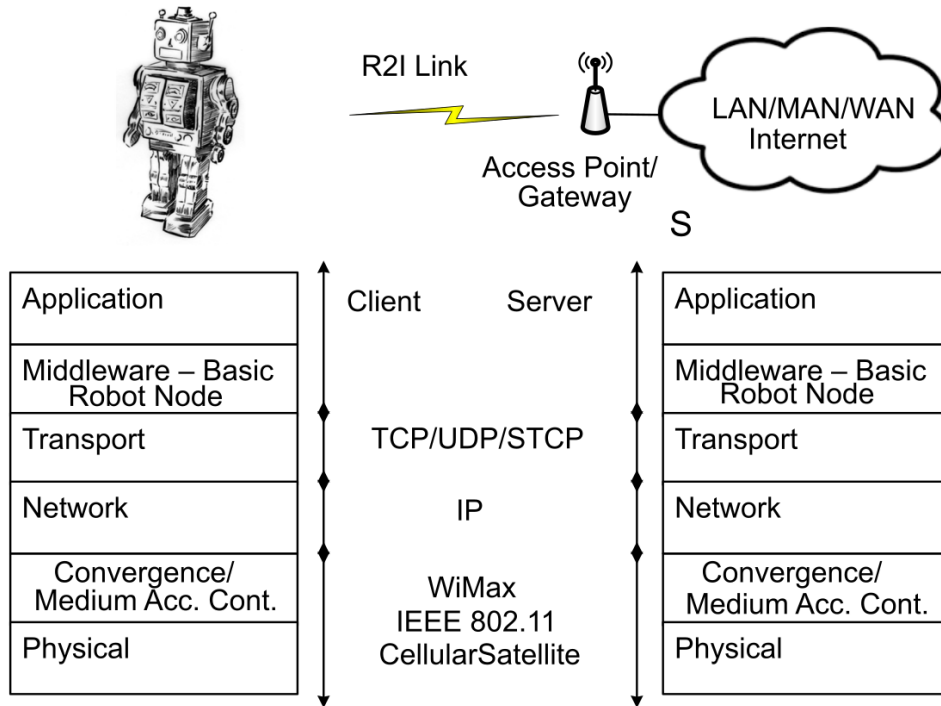 R2I Link
LAN/MAN/WAN
Internet
Access Point/
Gateway
S
Application
Middleware – Basic
Robot Node
Transport
Network
Convergence/
Medium Acc. Cont.
Physical
Client
Server
TCP/UDP/STCP
IP
WiMax
IEEE 802.11
CellularSatellite
Application
Middleware – Basic
Robot Node
Transport
Network
Convergence/
Medium Acc. Cont.
Physical